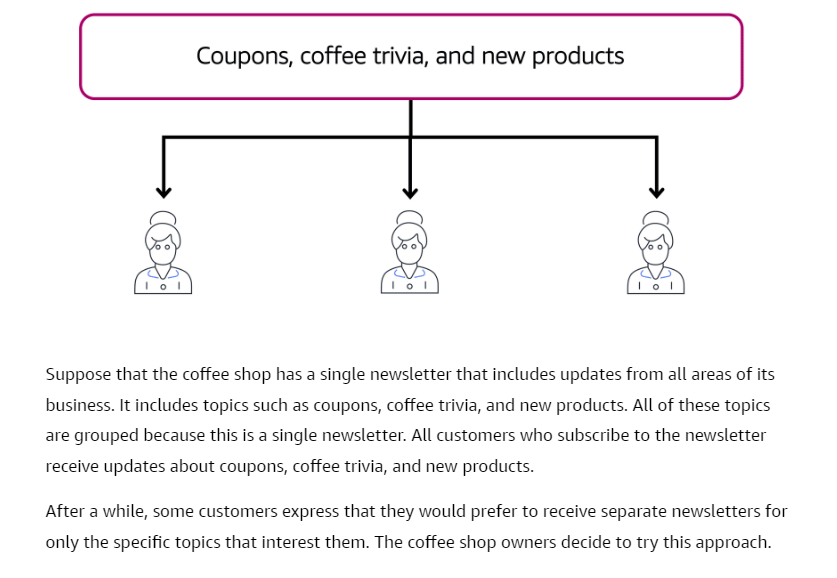 Coupons, coffee trivia, and new products
Suppose that the coffee shop has a single newsletter that includes updates from all areas of its
business. It includes topics such as coupons, coffee trivia, and new products. All of these topics
are grouped because this is a single newsletter. All customers who subscribe to the newsletter
receive updates about coupons, coffee trivia, and new products.
After a while, some customers express that they would prefer to receive separate newsletters for
only the specific topics that interest them. The coffee shop owners decide to try this approach.